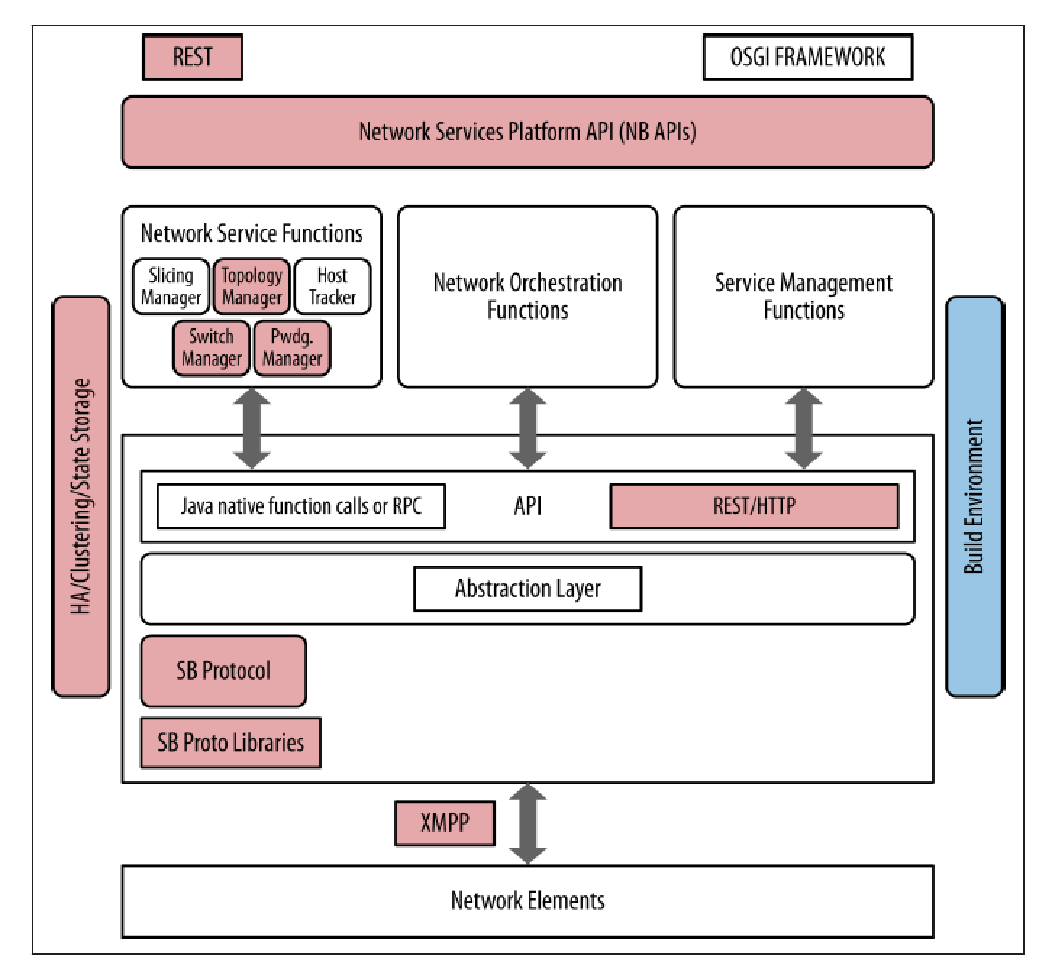 REST
OSGI FRAMEWORK
Network Services Platform API (NB APIs)
Network Service Functions
Slicing
Manager
Topology
Manager
Host
Tracker
Switch
Manager
Pwdg.
Manager
Network Orchestration
Functions
Service Management
Functions
HA/Clustering/State Storage
Build Environment
Java native function calls or RPC
API
REST/HTTP
Abstraction Layer
SB Protocol
SB Proto Libraries
XMPP
Network Elements